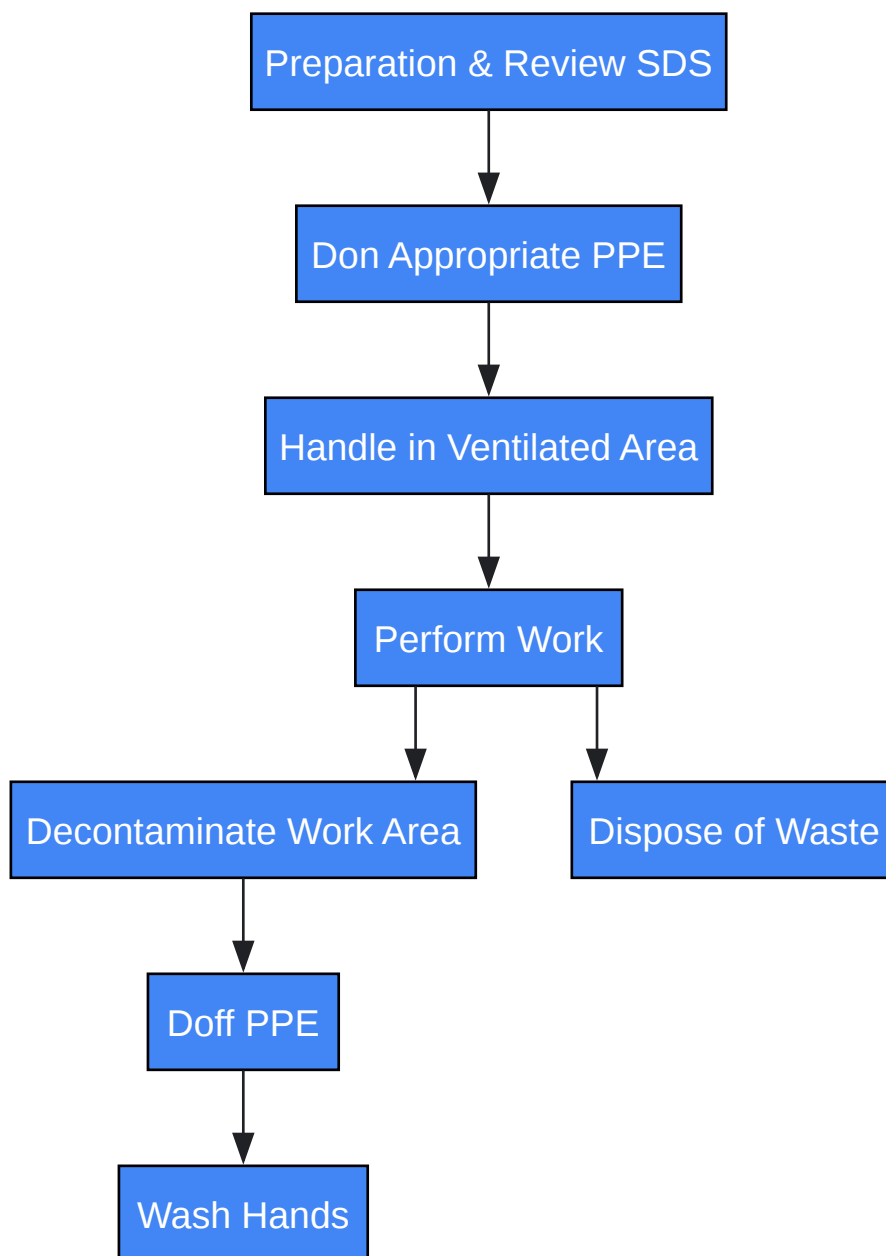 Preparation & Review SDS
Don Appropriate PPE
Handle in Ventilated Area
Perform Work
Decontaminate Work Area
Dispose of Waste
Doff PPE
Wash Hands